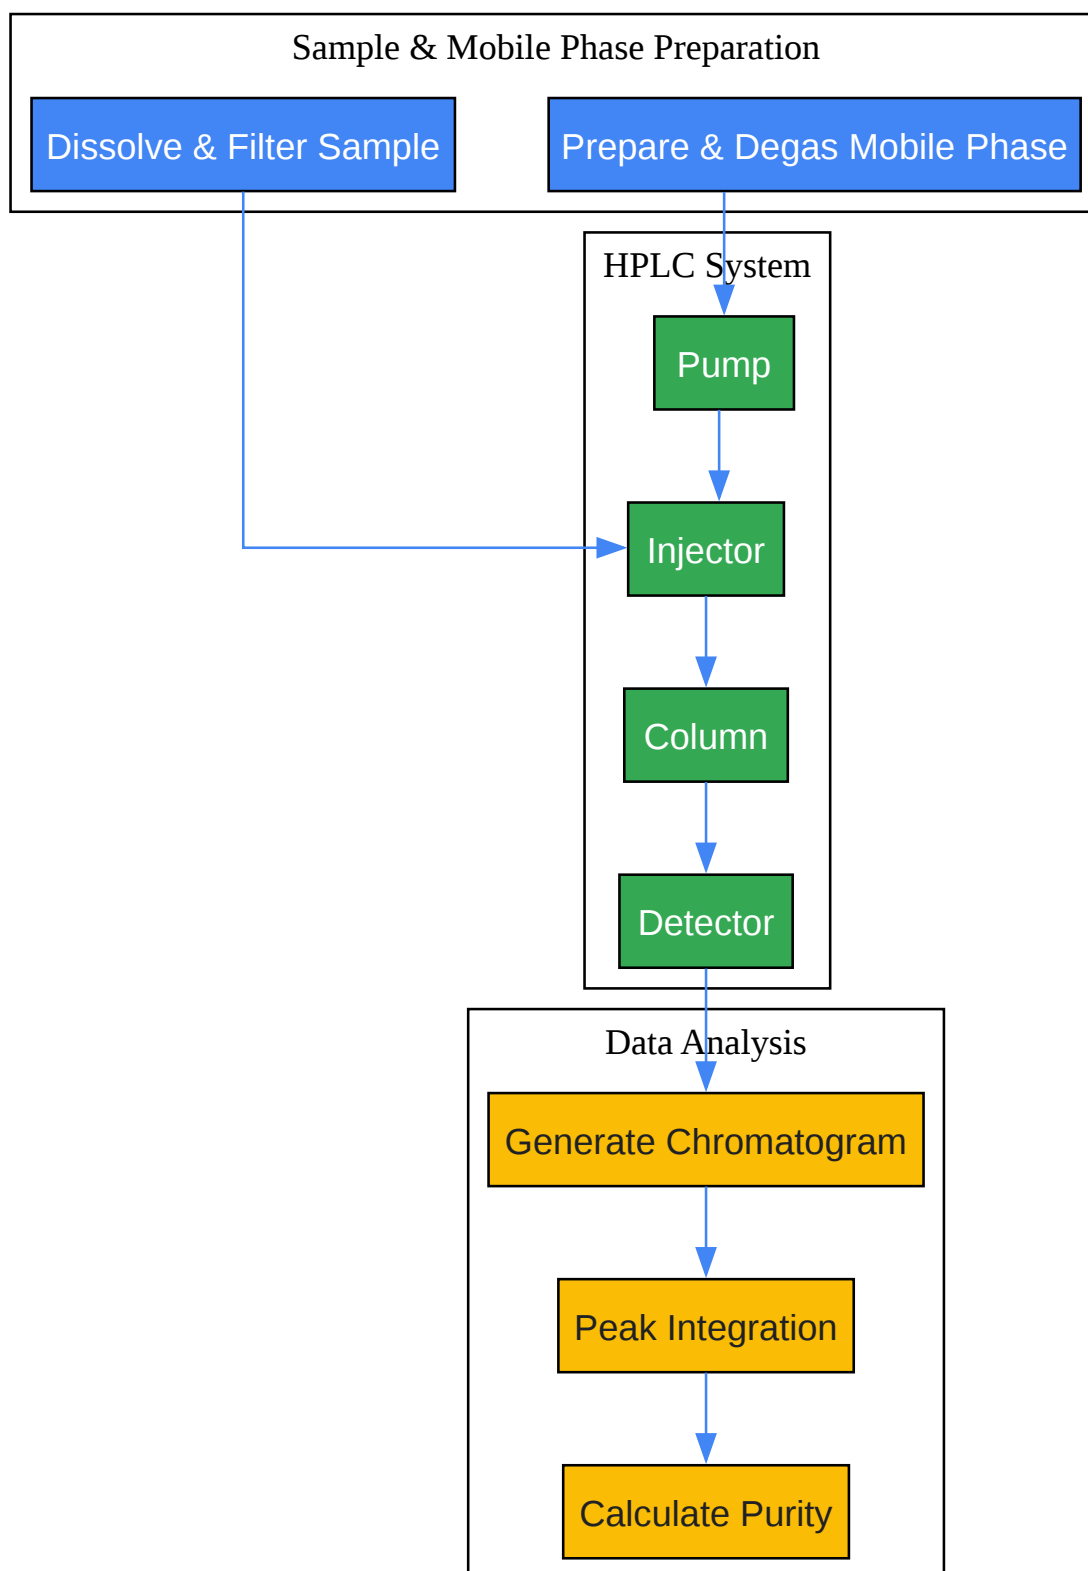 Sample & Mobile Phase Preparation
Dissolve & Filter Sample
Prepare & Degas Mobile Phase
HPLC System
Pump
Injector
Column
Detector
Data Analysis
Generate Chromatogram
Peak Integration
Calculate Purity